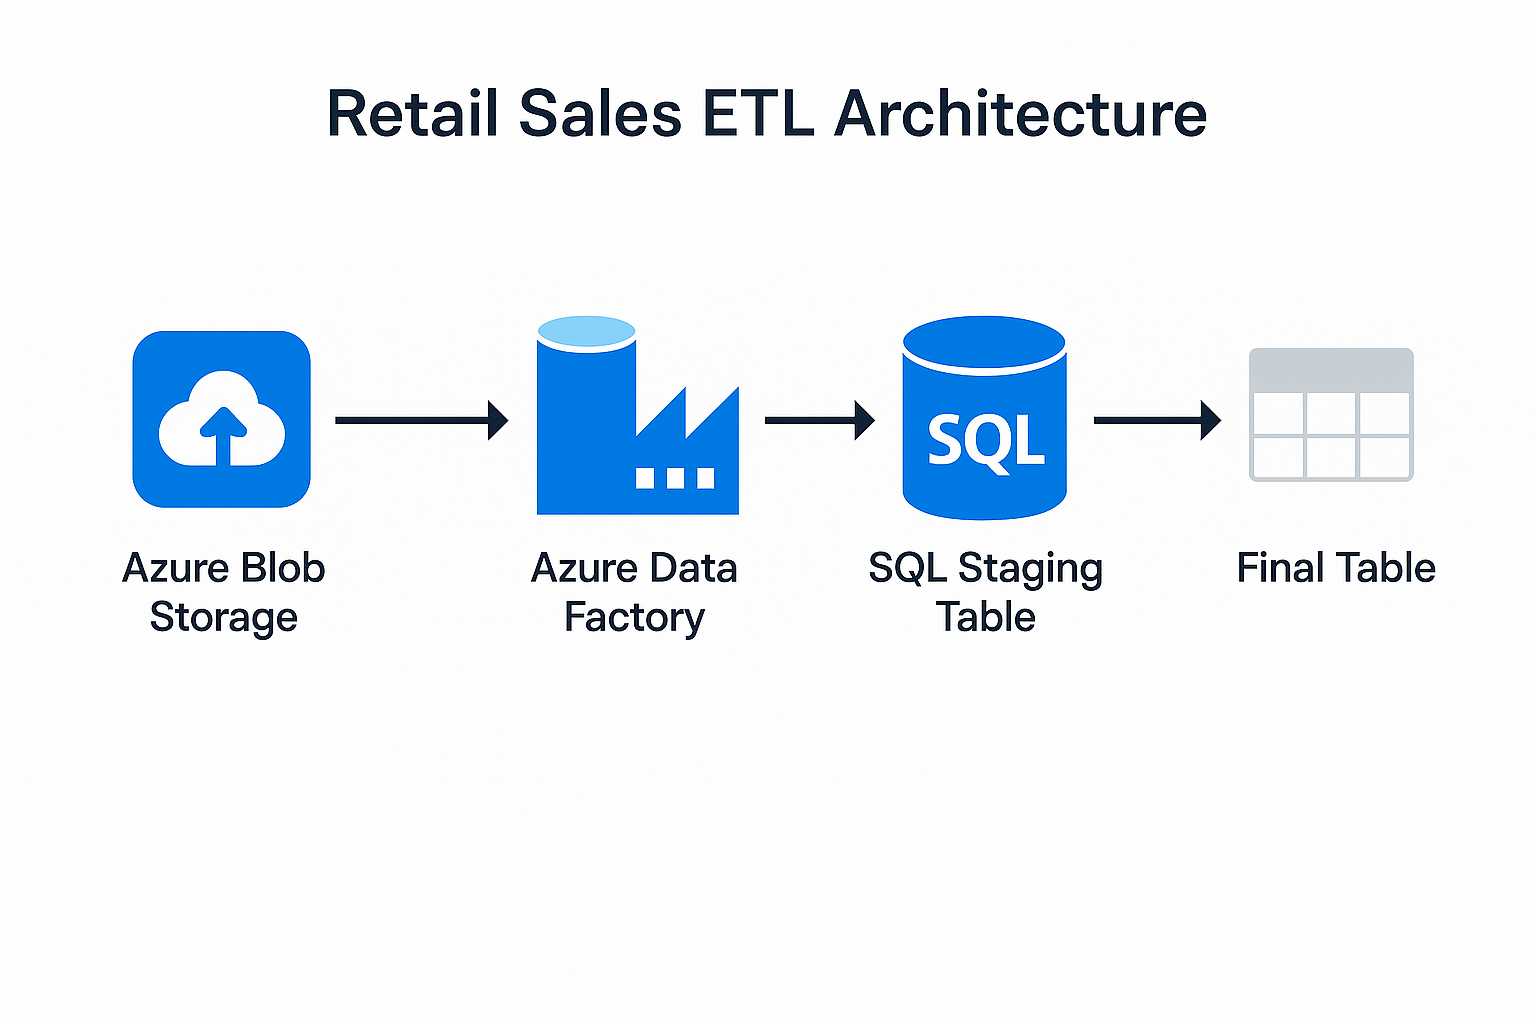 Retail Sales ETL Architecture
SQL
Azure Blob
Storage
Azure Data
Factory
SQL Staging
Table
Final Table